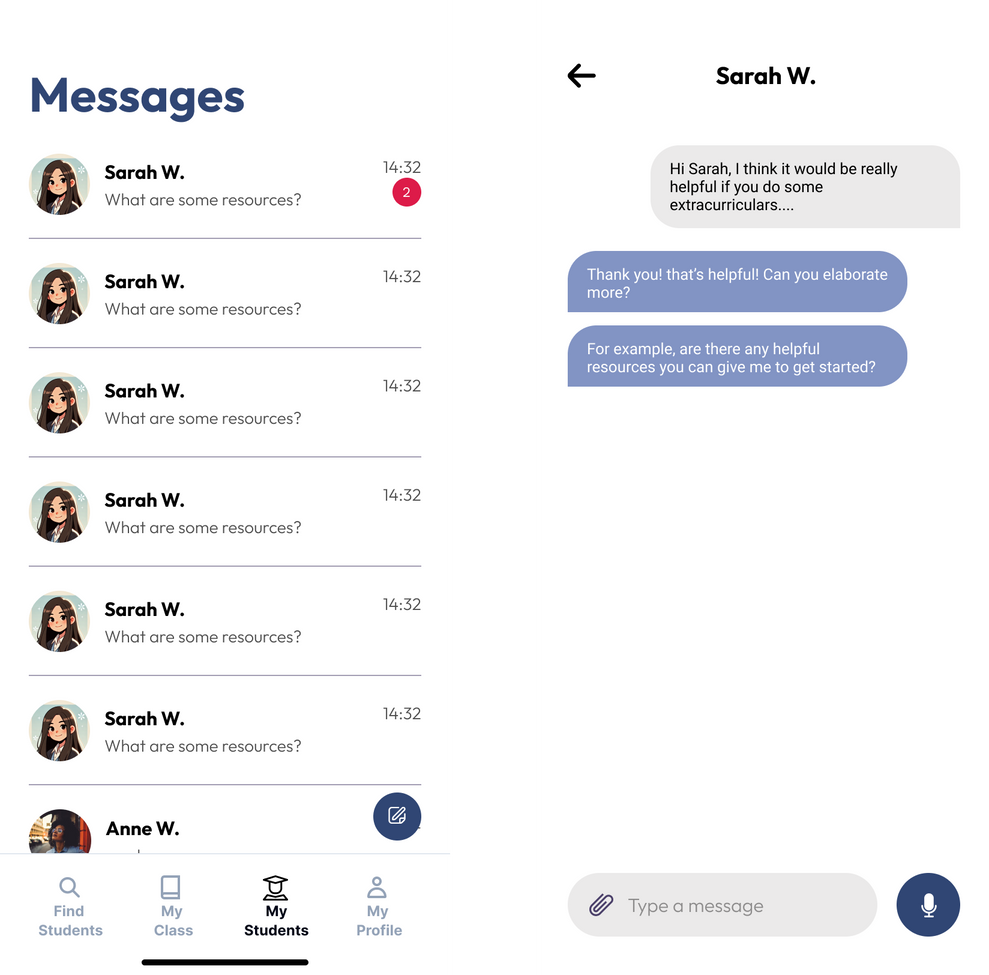 Messages
Sarah W.
14:32
What are some resources?
2
Sarah W.
14:32
What are some resources?
Sarah W.
14:32
What are some resources?
Sarah W.
14:32
What are some resources?
Sarah W.
14:32
What are some resources?
Sarah W.
14:32
What are some resources?
Anne W.
Find
Students
My
Class
My
Students
My
Profile
Sarah W.
Hi Sarah, I think it would be really
helpful if you do some
extracurriculars....
Thank you! that’s helpful! Can you elaborate
more?
For example, are there any helpful
resources you can give me to get started?
Type a message